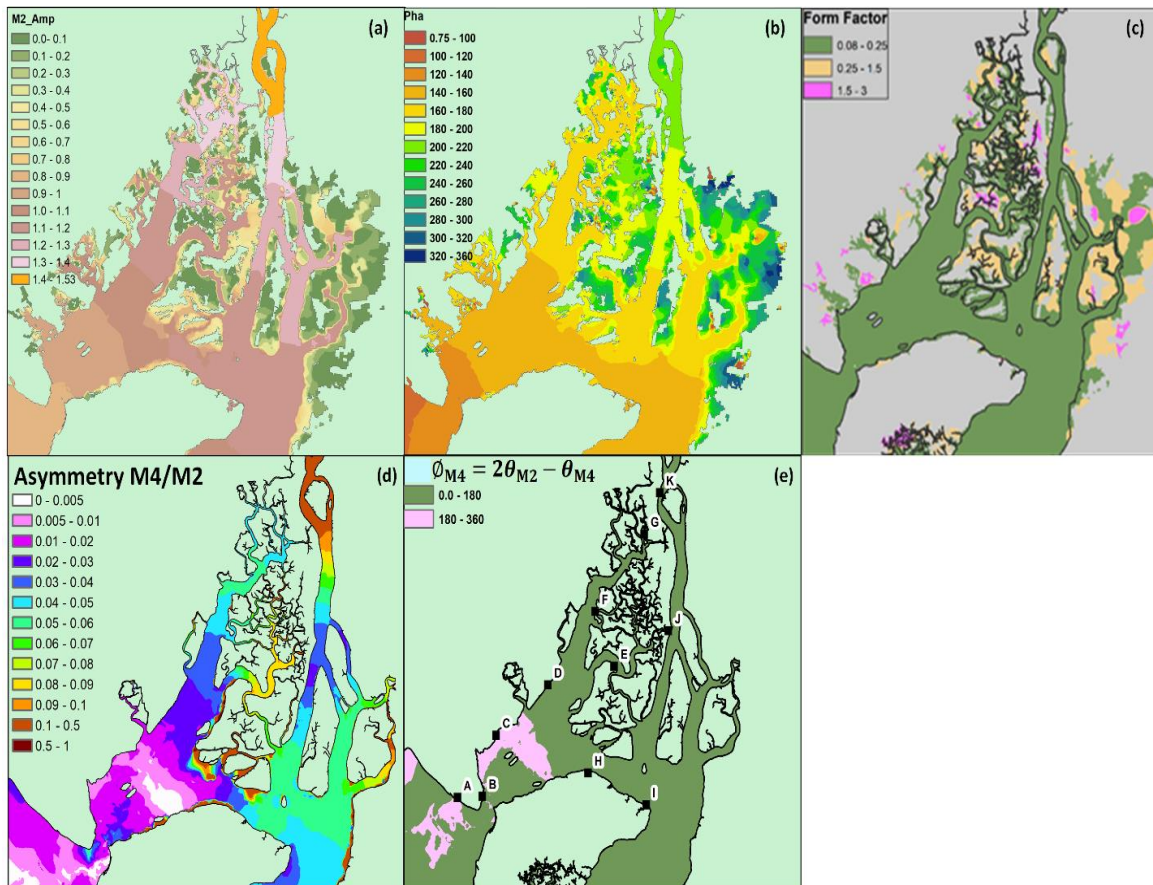 M2_Amp
(a)
0.0- 0.1
0.1 - 0.2
0.2 - 0.3
0.3 - 0.4
0.4 - 0.5
0.5 - 0.6
0.6 - 0.7
0.7 - 0.8
0.8 - 0.9
0.9 - 1
1.0 - 1.1
1.1 - 1.2
1.2 - 1.3
1.3 - 1.4
1.4 - 1.53
Pha
(b)
0.75 - 100
100 - 120
120 - 140
140 - 160
160 - 180
180 - 200
200 - 220
220 - 240
240 - 260
260 - 280
280 - 300
300 - 320
320 - 360
Form Factor
(c)
0.08 - 0.25
0.25 - 1.5
1.5 - 3
Asymmetry M4/M2
(d)
0 - 0.005
0.005 - 0.01
0.01 - 0.02
0.02 - 0.03
0.03 - 0.04
0.04 - 0.05
0.05 - 0.06
0.06 - 0.07
0.07 - 0.08
0.08 - 0.09
0.09 - 0.1
0.1 - 0.5
0.5 - 1
∅M4 = 2θM2 − θM4
(e)
0.0 - 180
180 - 360
K
G
F
J
E
D
C
H
A
B
I